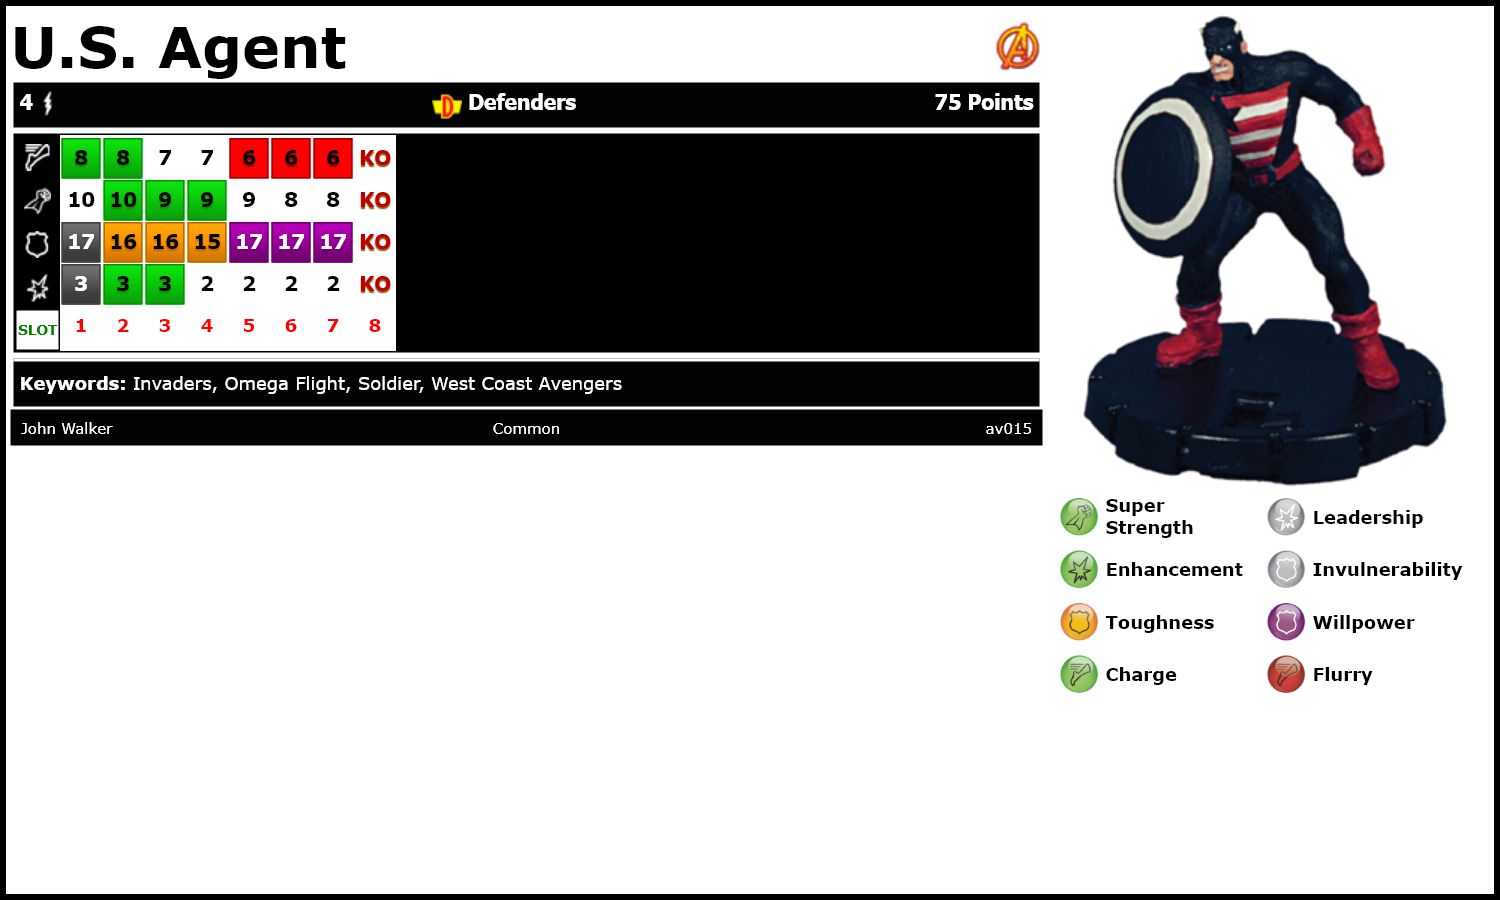 U.S. Agent
4 Defenders 75 Points
8 8 7 7 6 6 6 KO
10 10 9 9 9 8 8 KO
17 16 16 15 17 17 17 KO
3 3 3 2 2 2 2 KO
SLOT 1 2 3 4 5 6 7 8
Keywords: Invaders, Omega Flight, Soldier, West Coast Avengers
John Walker Common av015
Super Strength
Leadership
Enhancement
Invulnerability
Toughness
Willpower
Charge
Flurry